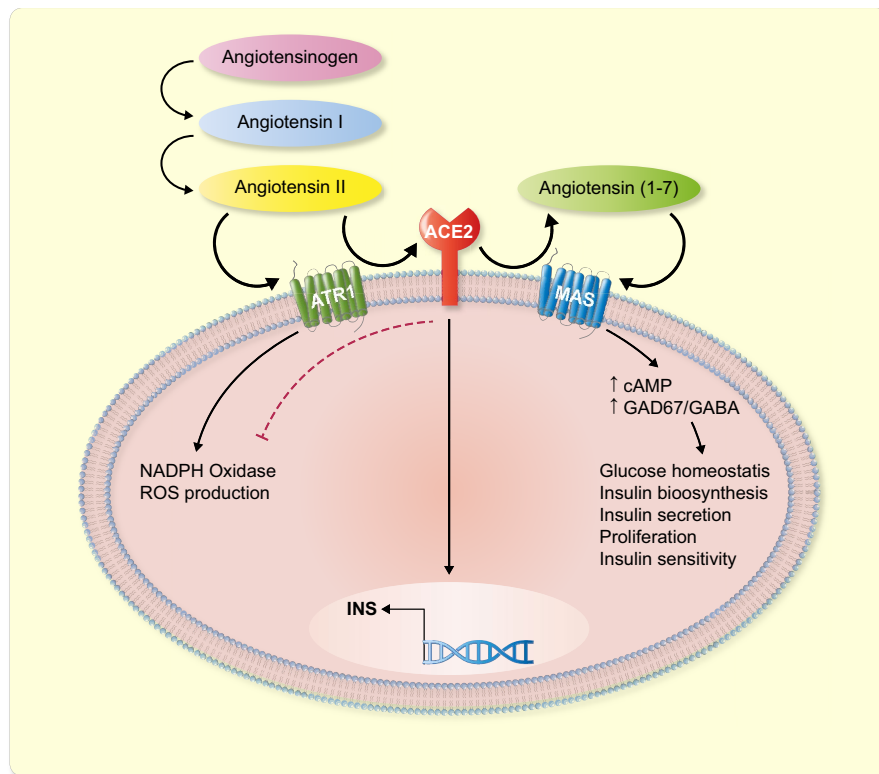 Angiotensinogen
Angiotensin I
Angiotensin II
Angiotensin (1-7)
ACE2
ATR1
MAS
↑ cAMP
↑ GAD67/GABA
NADPH Oxidase
ROS production
Glucose homeostatis
Insulin bioosynthesis
Insulin secretion
Proliferation
Insulin sensitivity
INS